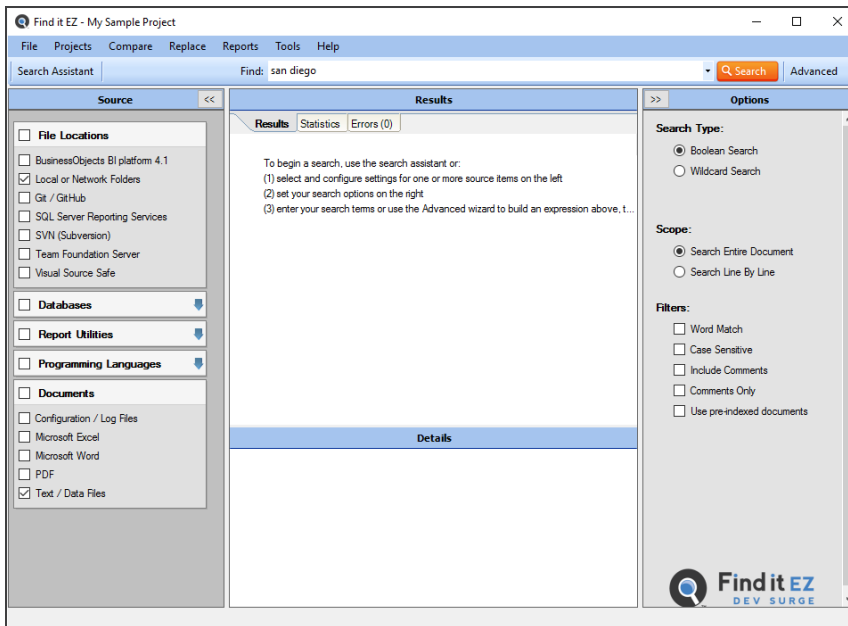 Find it EZ - My Sample Project
File Projects Compare Replace Reports Tools Help
Search Assistant Find: san diego Search Advanced
Source <<
File Locations
BusinessObjects BI platform 4.1
Local or Network Folders
Git / GitHub
SQL Server Reporting Services
SVN (Subversion)
Team Foundation Server
Visual Source Safe
Databases
Report Utilities
Programming Languages
Documents
Configuration / Log Files
Microsoft Excel
Microsoft Word
PDF
Text / Data Files
Results
Results Statistics Errors (0)
To begin a search, use the search assistant or:
(1) select and configure settings for one or more source items on the left
(2) set your search options on the right
(3) enter your search terms or use the Advanced wizard to build an expression above, t...
Details
>> Options
Search Type:
Boolean Search
Wildcard Search
Scope:
Search Entire Document
Search Line By Line
Filters:
Word Match
Case Sensitive
Include Comments
Comments Only
Use pre-indexed documents
Find it EZ
DEV SURGE